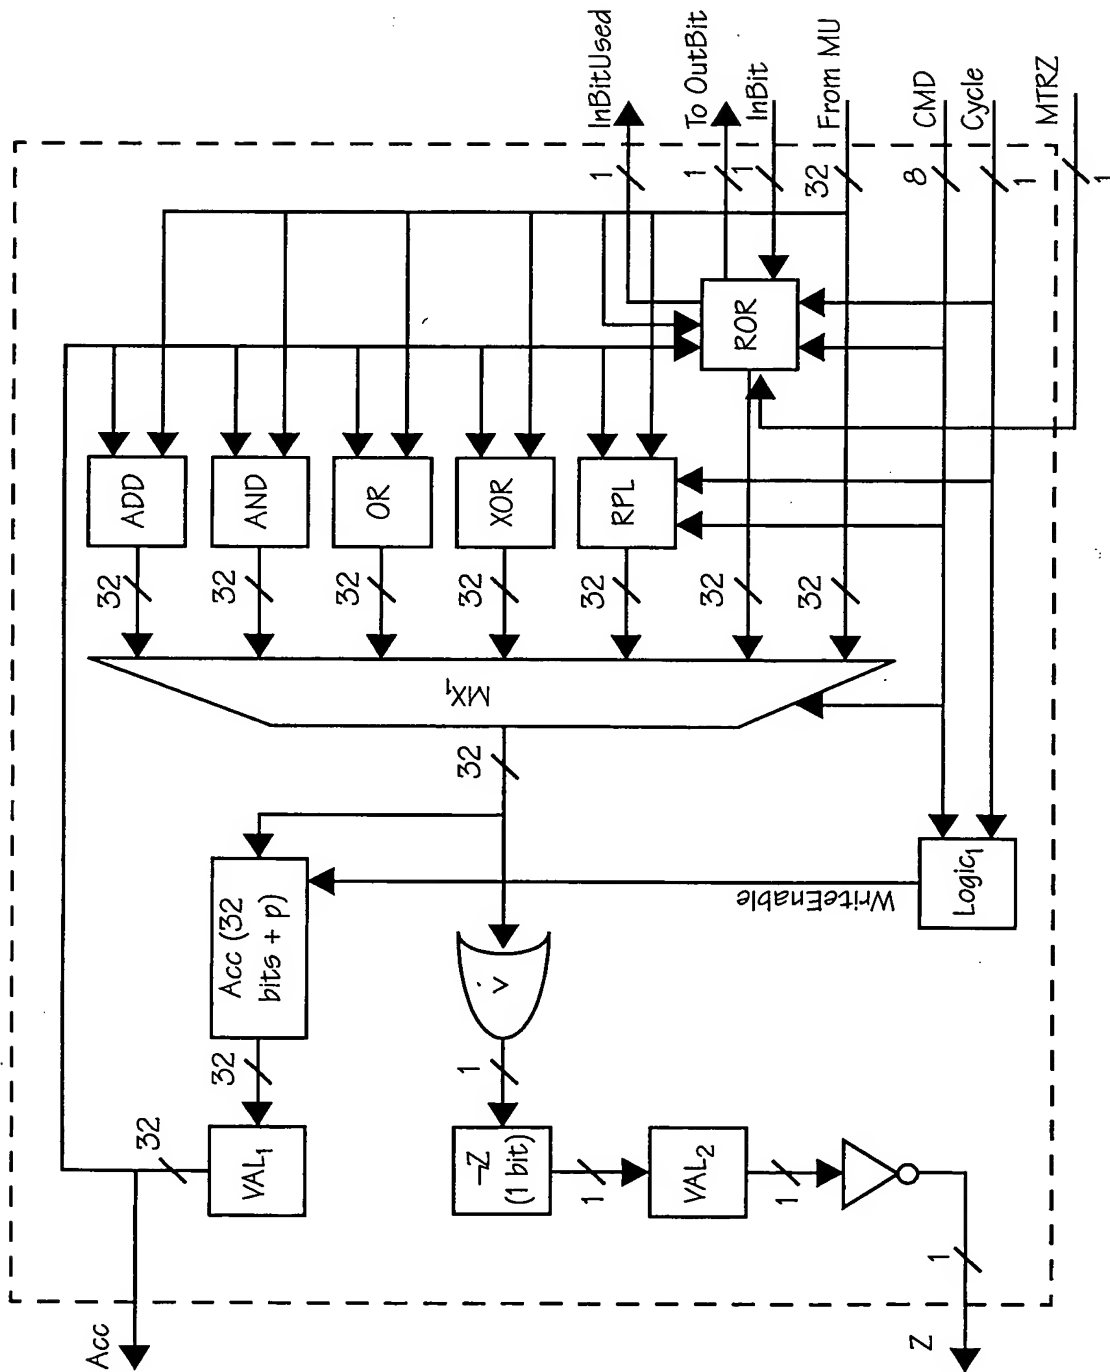 InBitUsed
To OutBit
InBit
From MU
CMD
Cycle
MTRZ
1
1
1
32
8
1
1
ROR
ADD
AND
OR
XOR
RPL
32
32
32
32
32
32
32
MX1
32
Acc (32
bits + p)
WriteEnable
Logic1
v
32
1
32
VAL1
¬Z
(1 bit)
1
VAL2
1
1
Acc
Z